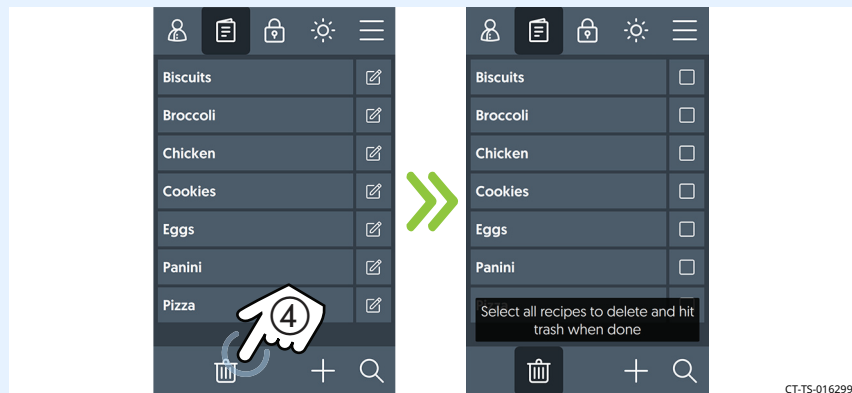 Biscuits
Broccoli
Chicken
Cookies
Eggs
Panini
Pizza
4
Biscuits
Broccoli
Chicken
Cookies
Eggs
Panini
Select all recipes to delete and hit
trash when done
CT-TS-016299